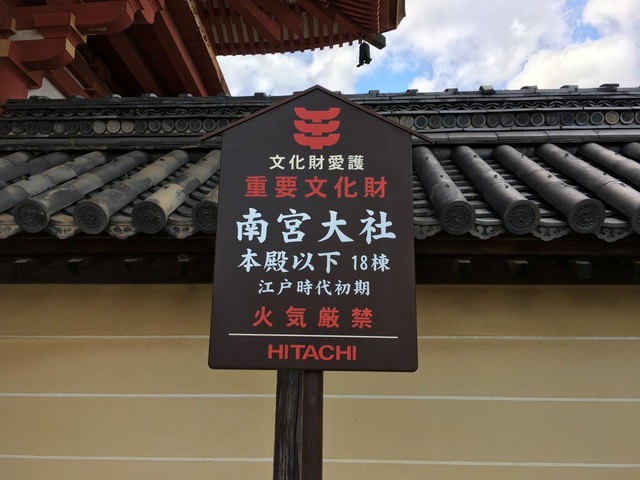 文化財愛護
重要文化財
南宮大社
本殿以下 18棟
江戸時代初期
火気厳禁
HITACHI